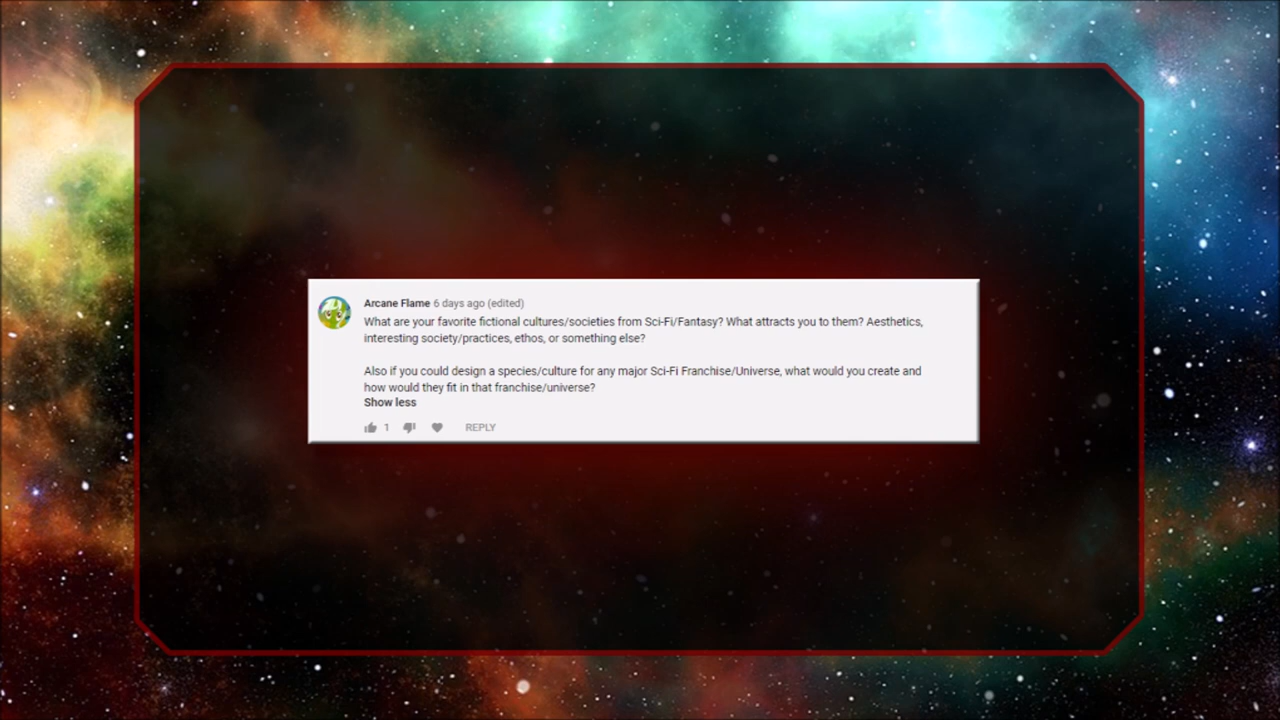 Arcane Flame 6 days ago (edited)
What are your favorite fictional cultures/societies from Sci-Fi/Fantasy? What attracts you to them? Aesthetics,
interesting society/practices, ethos, or something else?
Also if you could design a species/culture for any major Sci-Fi Franchise/Universe, what would you create and
how would they fit in that franchise/universe?
Show less
1 REPLY